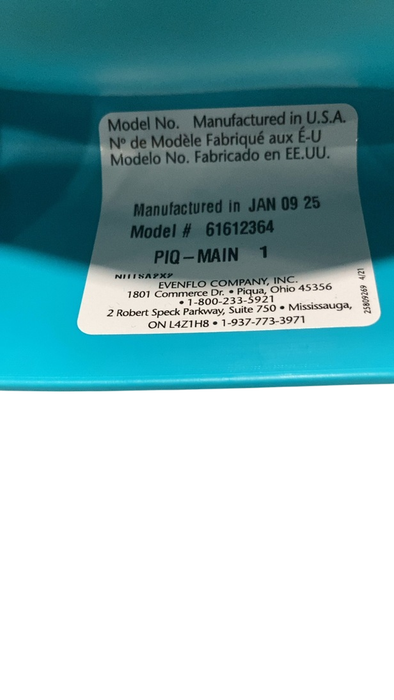 Model No. Manufactured in U.S.A.
Nº de Modèle Fabriqué aux É-U
Modelo No. Fabricado en EE.UU.
Manufactured in JAN 09 25
Model # 61612364
PIQ-MAIN 1
EVENFLO COMPANY, INC.
1801 Commerce Dr. • Piqua, Ohio 45356
• 1-800-233-5921
2 Robert Speck Parkway, Suite 750 • Mississauga,
ON L4Z1H8 • 1-937-773-3971
25809269 4/21